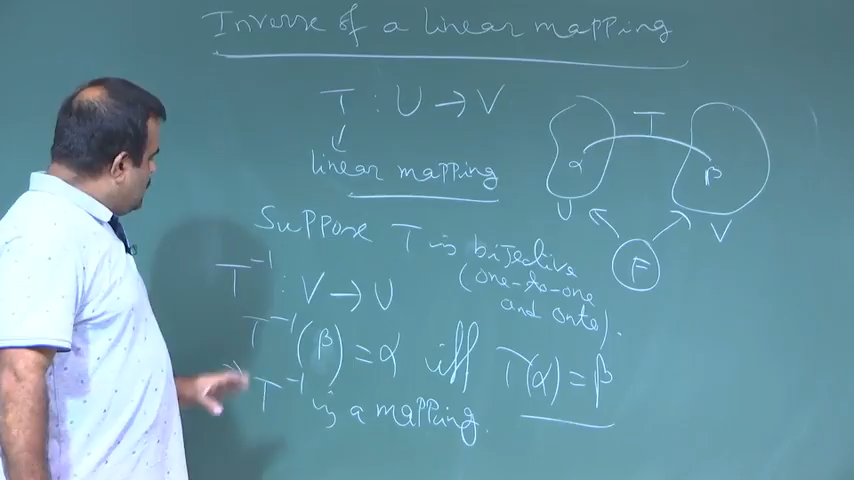 Inverse of a linear mapping
T : U → V
linear mapping
T
α
β
U
V
F
Suppose T is bijective
(one-to-one
and onto).
T⁻¹ : V → U
T⁻¹(β) = α iff T(α) = β
⇒ T⁻¹ is a mapping.